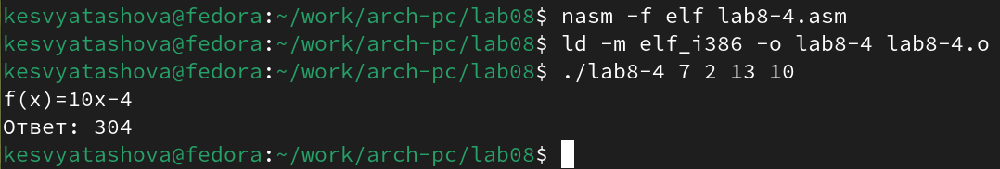 kesvyatashova@fedora:~/work/arch-pc/lab08$ nasm -f elf lab8-4.asm
kesvyatashova@fedora:~/work/arch-pc/lab08$ ld -m elf_i386 -o lab8-4 lab8-4.o
kesvyatashova@fedora:~/work/arch-pc/lab08$ ./lab8-4 7 2 13 10
f(x)=10x-4
Ответ: 304
kesvyatashova@fedora:~/work/arch-pc/lab08$